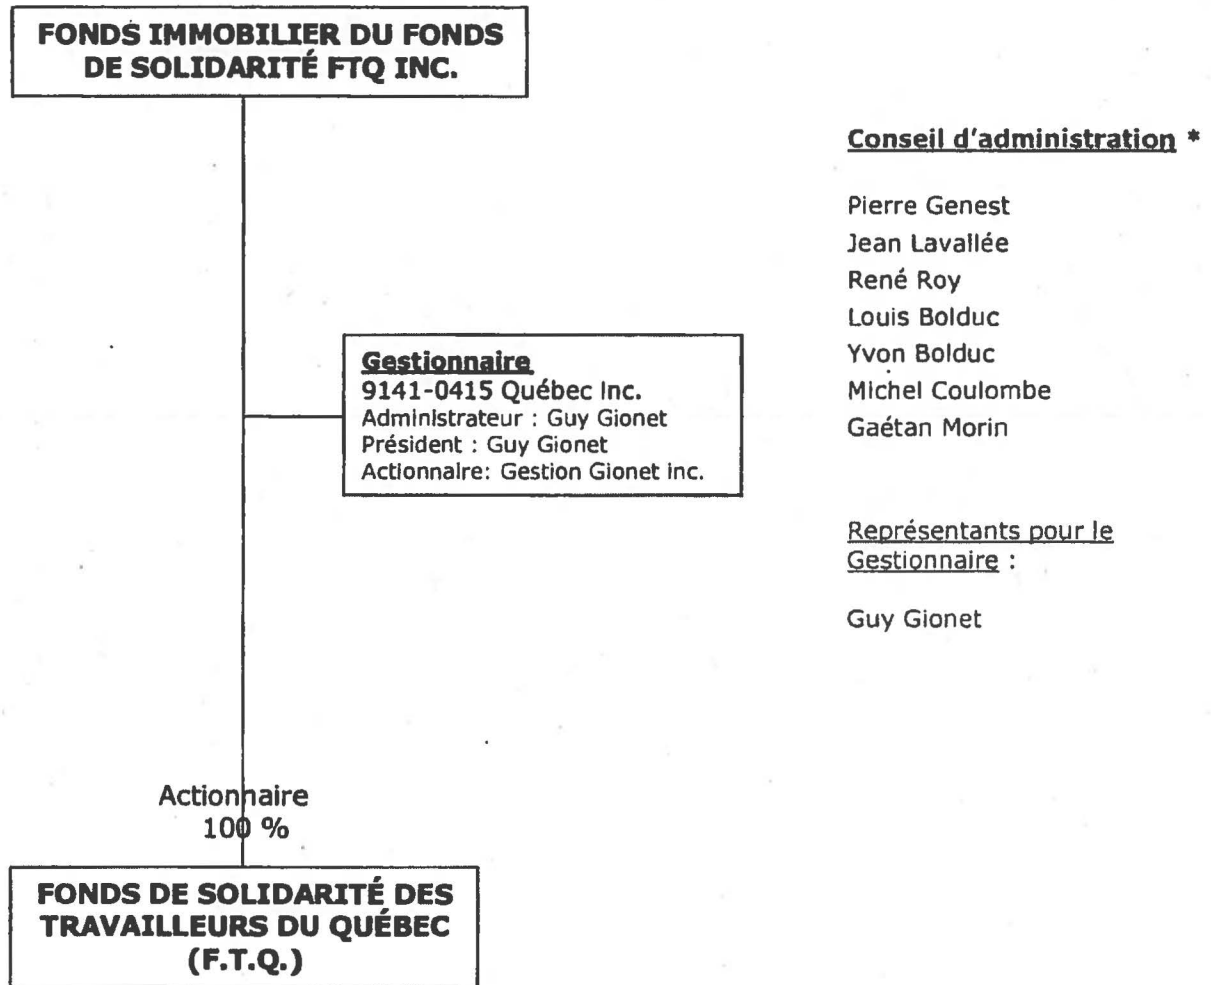 FONDS IMMOBILIER DU FONDS
DE SOLIDARITÉ FTQ INC.
Conseil d'administration *
Pierre Genest
Jean Lavallée
René Roy
Louis Bolduc
Yvon Bolduc
Michel Coulombe
Gaétan Morin
Gestionnaire
9141-0415 Québec Inc.
Administrateur : Guy Gionet
Président : Guy Gionet
Actionnaire: Gestion Gionet inc.
Représentants pour le
Gestionnaire :
Guy Gionet
Actionnaire
100 %
FONDS DE SOLIDARITÉ DES
TRAVAILLEURS DU QUÉBEC
(F.T.Q.)